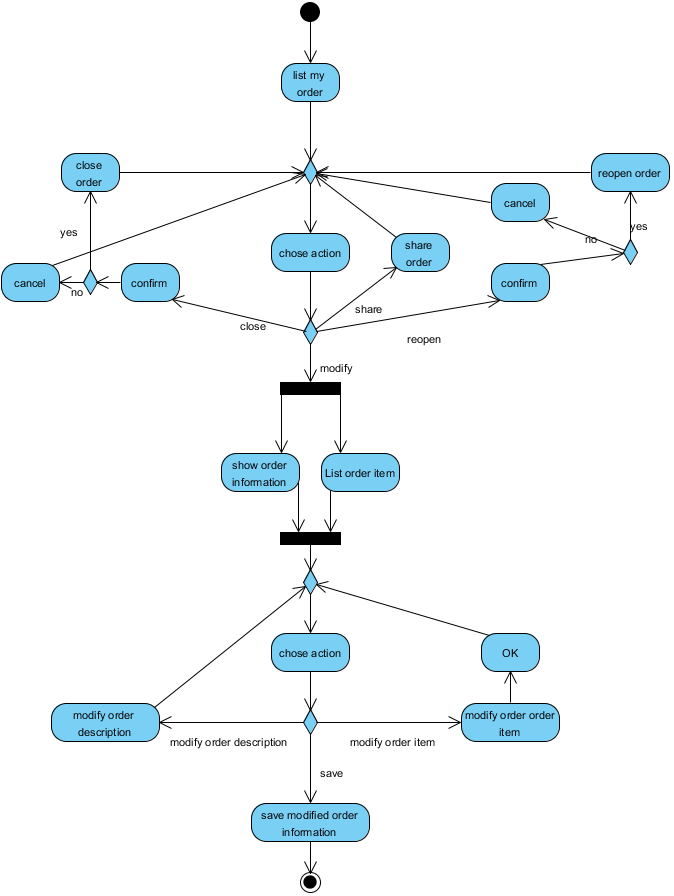 list my
order
close
order
reopen order
cancel
yes
yes
no
chose action
share
order
cancel
no
confirm
confirm
share
close
reopen
modify
show order
information
List order item
chose action
OK
modify order
description
modify order order
item
modify order description
modify order item
save
save modified order
information